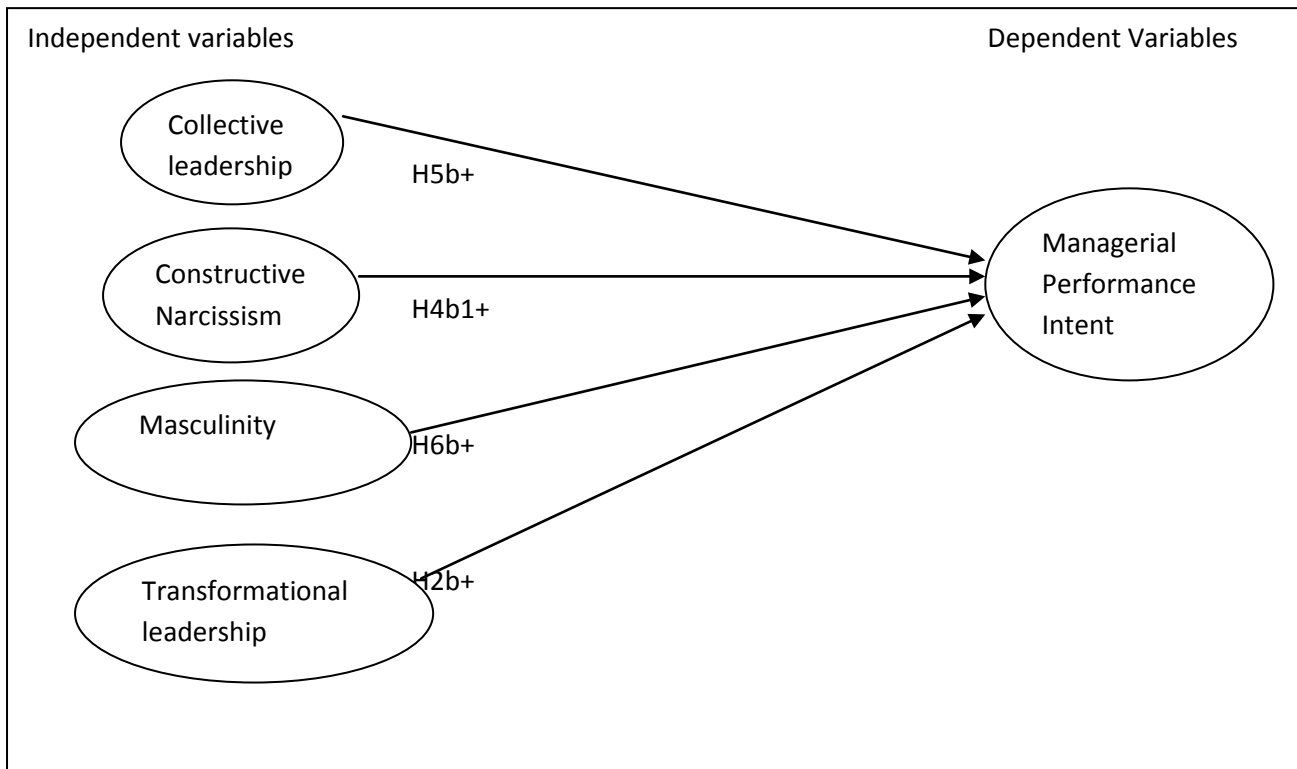 Independent variables
Dependent Variables
Collective
leadership
H5b+
Constructive
Narcissism
H4b1+
Managerial
Performance
Intent
Masculinity
H6b+
Transformational
leadership
H2b+